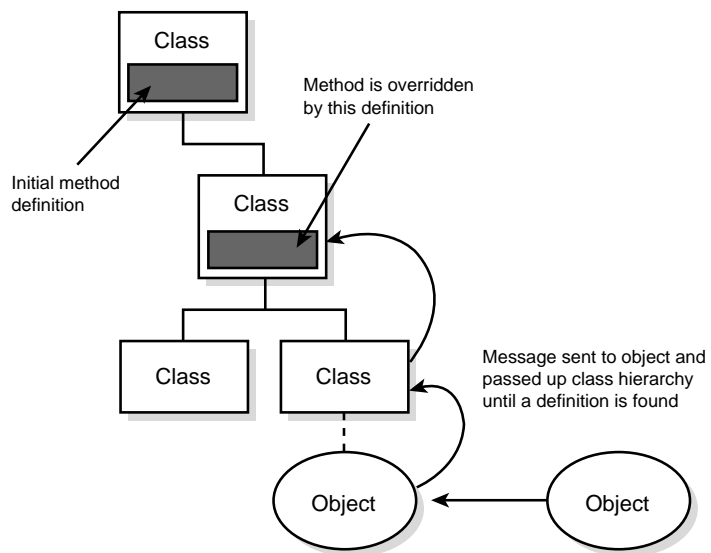 Class
Method is overridden
by this definition
Initial method
definition
Class
Class
Class
Message sent to object and
passed up class hierarchy
until a definition is found
Object
Object